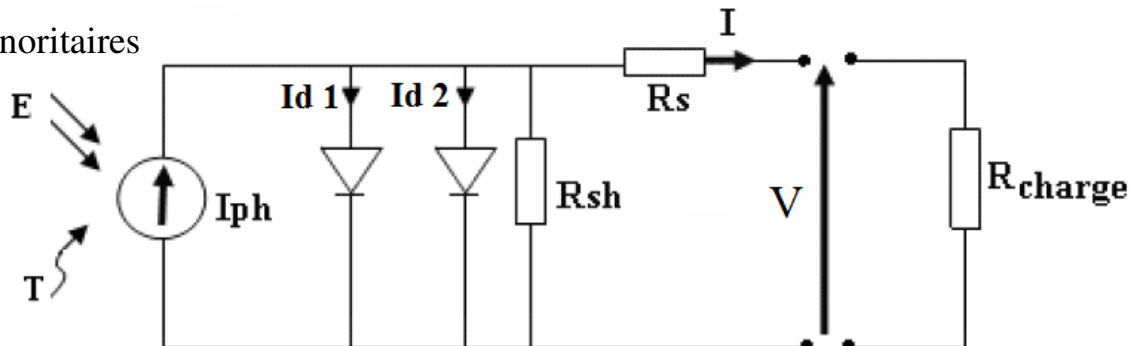 noritaires
I
Id 1 Id 2 Rs
E
Iph Rsh V Rcharge
T